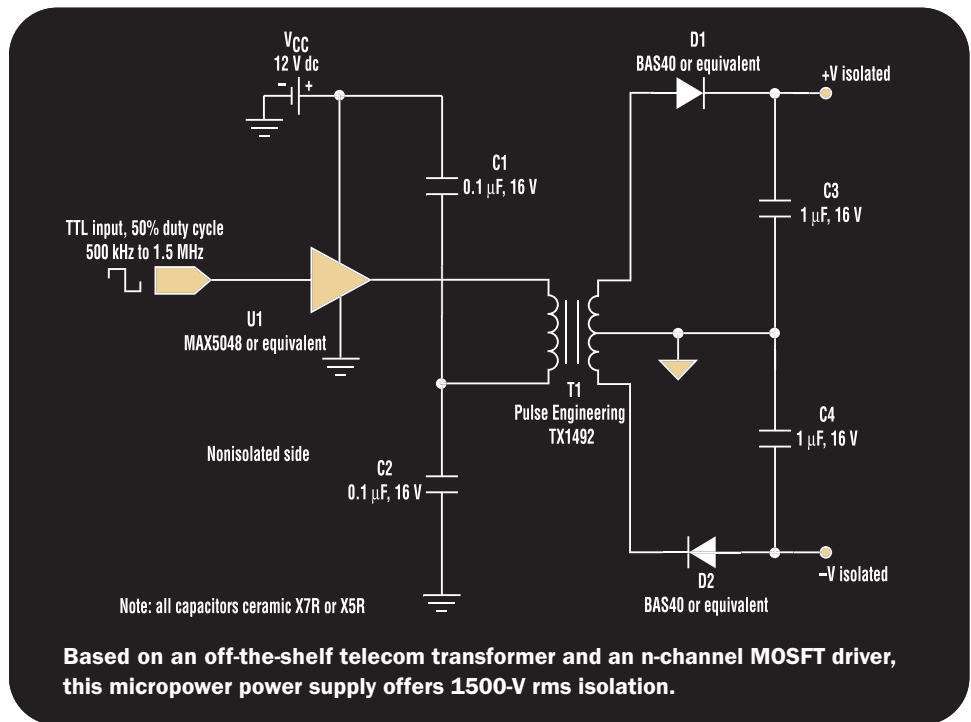 VCC
12 V dc
- +
D1
BAS40 or equivalent
+V isolated
C1
0.1 μF, 16 V
C3
1 μF, 16 V
TTL input, 50% duty cycle
500 kHz to 1.5 MHz
U1
MAX5048 or equivalent
T1
Pulse Engineering
TX1492
C4
1 μF, 16 V
Nonisolated side
C2
0.1 μF, 16 V
–V isolated
D2
BAS40 or equivalent
Note: all capacitors ceramic X7R or X5R
Based on an off-the-shelf telecom transformer and an n-channel MOSFT driver,
this micropower power supply offers 1500-V rms isolation.